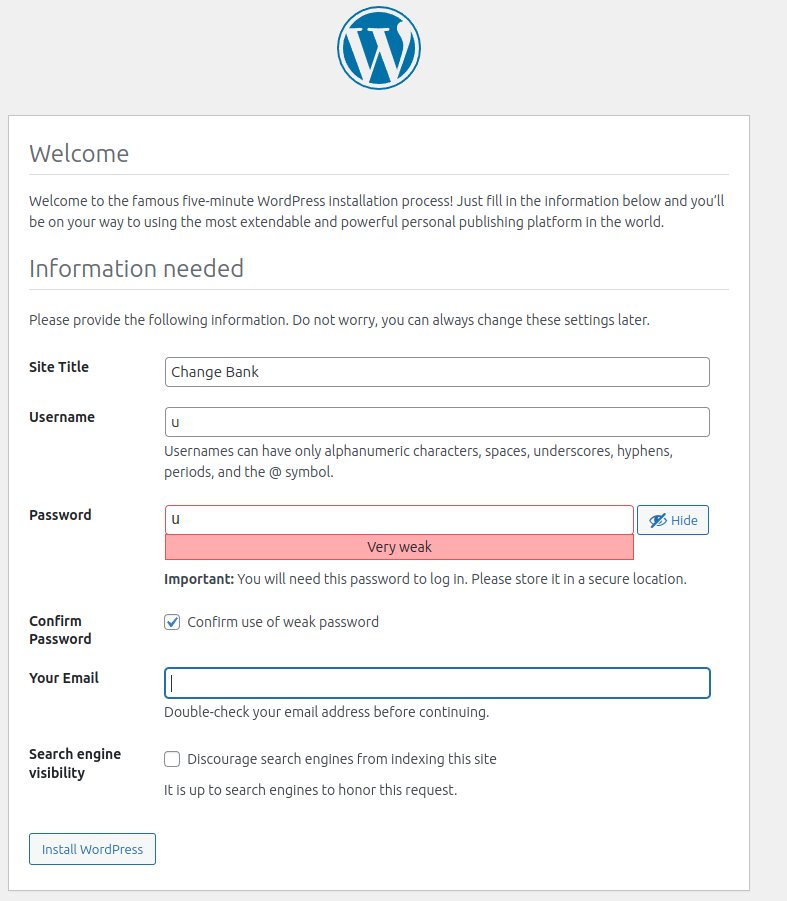 Welcome
Welcome to the famous five-minute WordPress installation process! Just fill in the information below and you’ll
be on your way to using the most extendable and powerful personal publishing platform in the world.
Information needed
Please provide the following information. Do not worry, you can always change these settings later.
Site Title
Change Bank
Username
u
Usernames can have only alphanumeric characters, spaces, underscores, hyphens,
periods, and the @ symbol.
Password
u
Hide
Very weak
Important: You will need this password to log in. Please store it in a secure location.
Confirm
Password
Confirm use of weak password
Your Email
Double-check your email address before continuing.
Search engine
visibility
Discourage search engines from indexing this site
It is up to search engines to honor this request.
Install WordPress